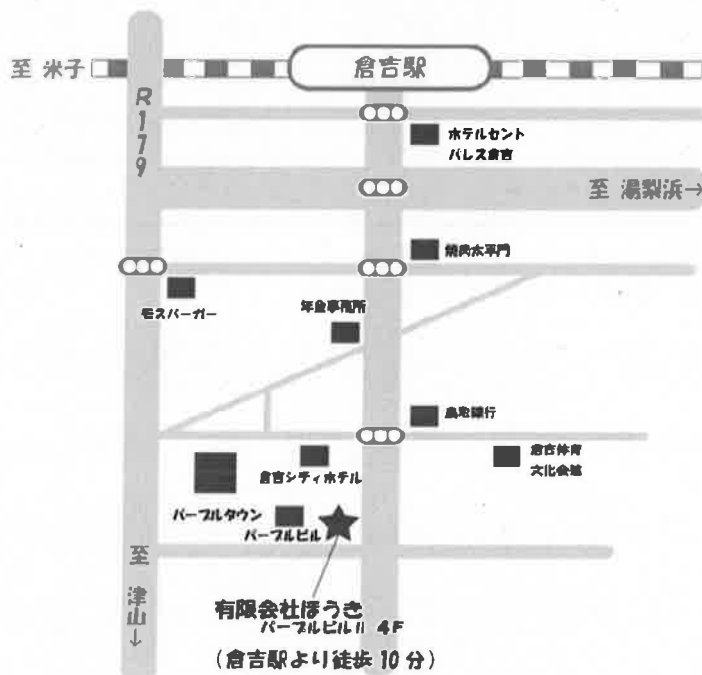 倉吉駅
至 米子
R179
ホテルセント
パレス倉吉
至 湯梨浜→
焼肉大平門
モスバーガー
年金事務所
鳥取銀行
倉吉シティホテル
倉吉体育
文化会館
パープルタウン
パープルビル
至 津山↓
有限会社ほうき
パープルビルⅡ 4F
(倉吉駅より徒歩10分)